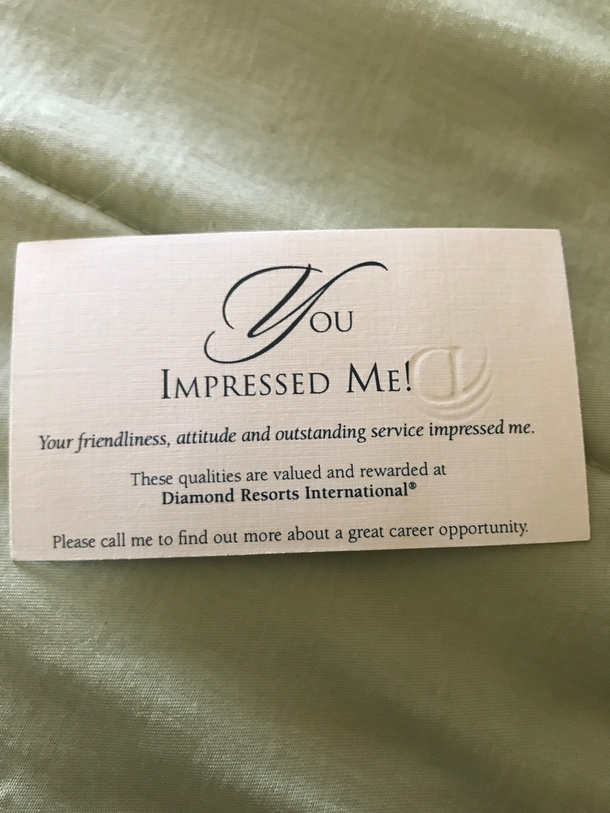 You
Impressed Me!
Your friendliness, attitude and outstanding service impressed me.
These qualities are valued and rewarded at
Diamond Resorts International®
Please call me to find out more about a great career opportunity.